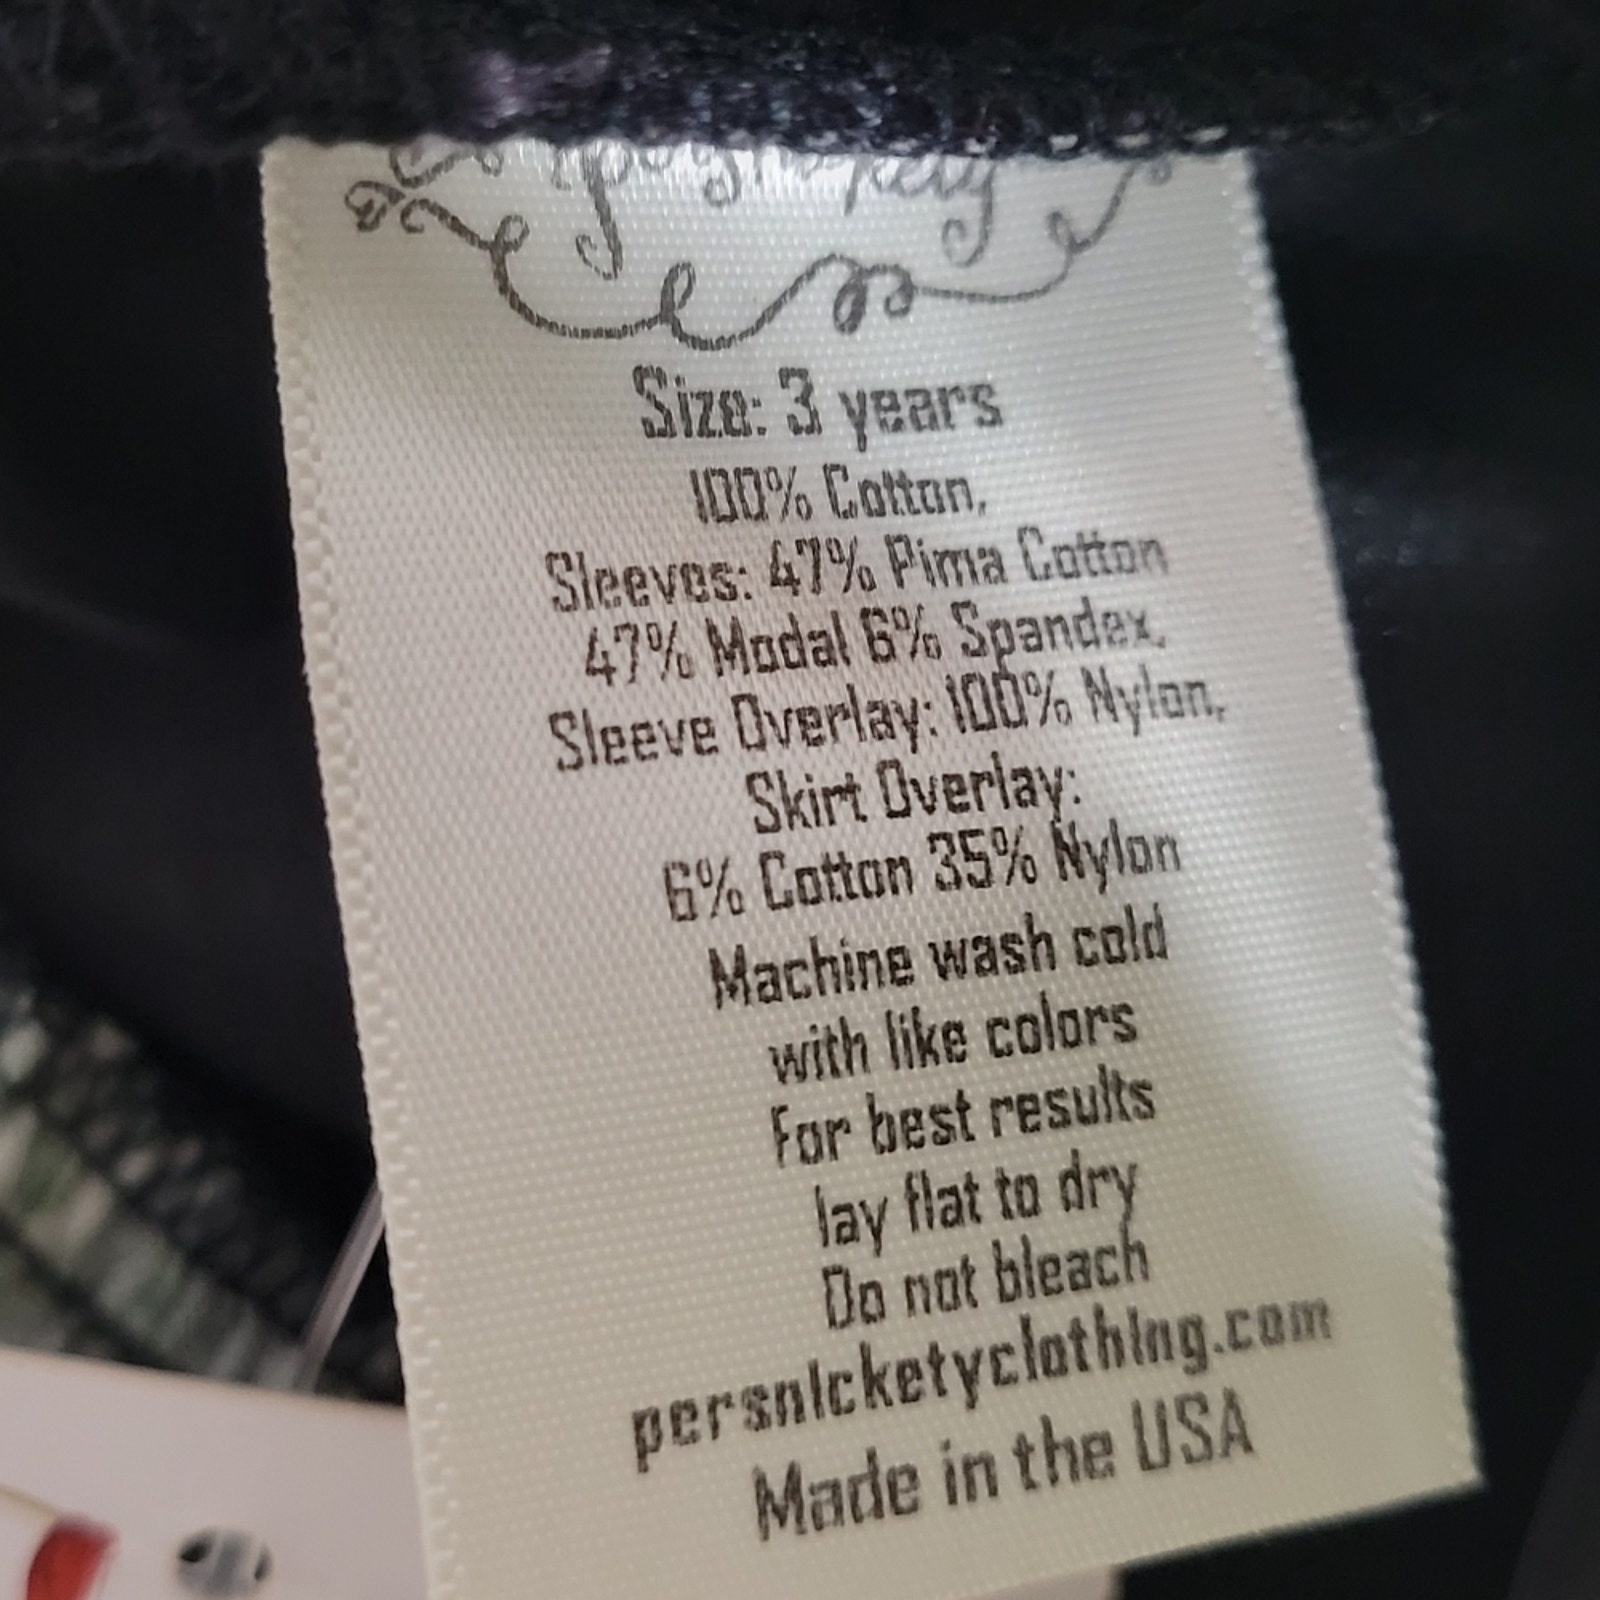 Size: 3 years
100% Cotton,
Sleeves: 47% Pima Cotton
47% Modal 6% Spandex,
Sleeve Overlay: 100% Nylon,
Skirt Overlay:
6% Cotton 35% Nylon
Machine wash cold
with like colors
For best results
lay flat to dry
Do not bleach
persnicketyclothing.com
Made in the USA